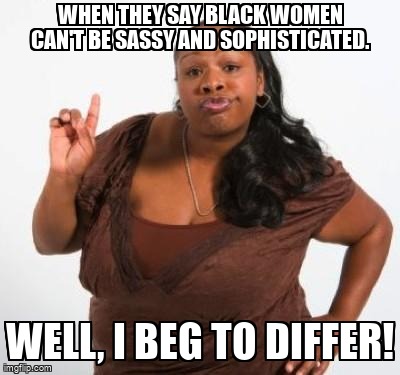 WHEN THEY SAY BLACK WOMEN
CAN'T BE SASSY AND SOPHISTICATED.
WELL, I BEG TO DIFFER!
imgflip.com